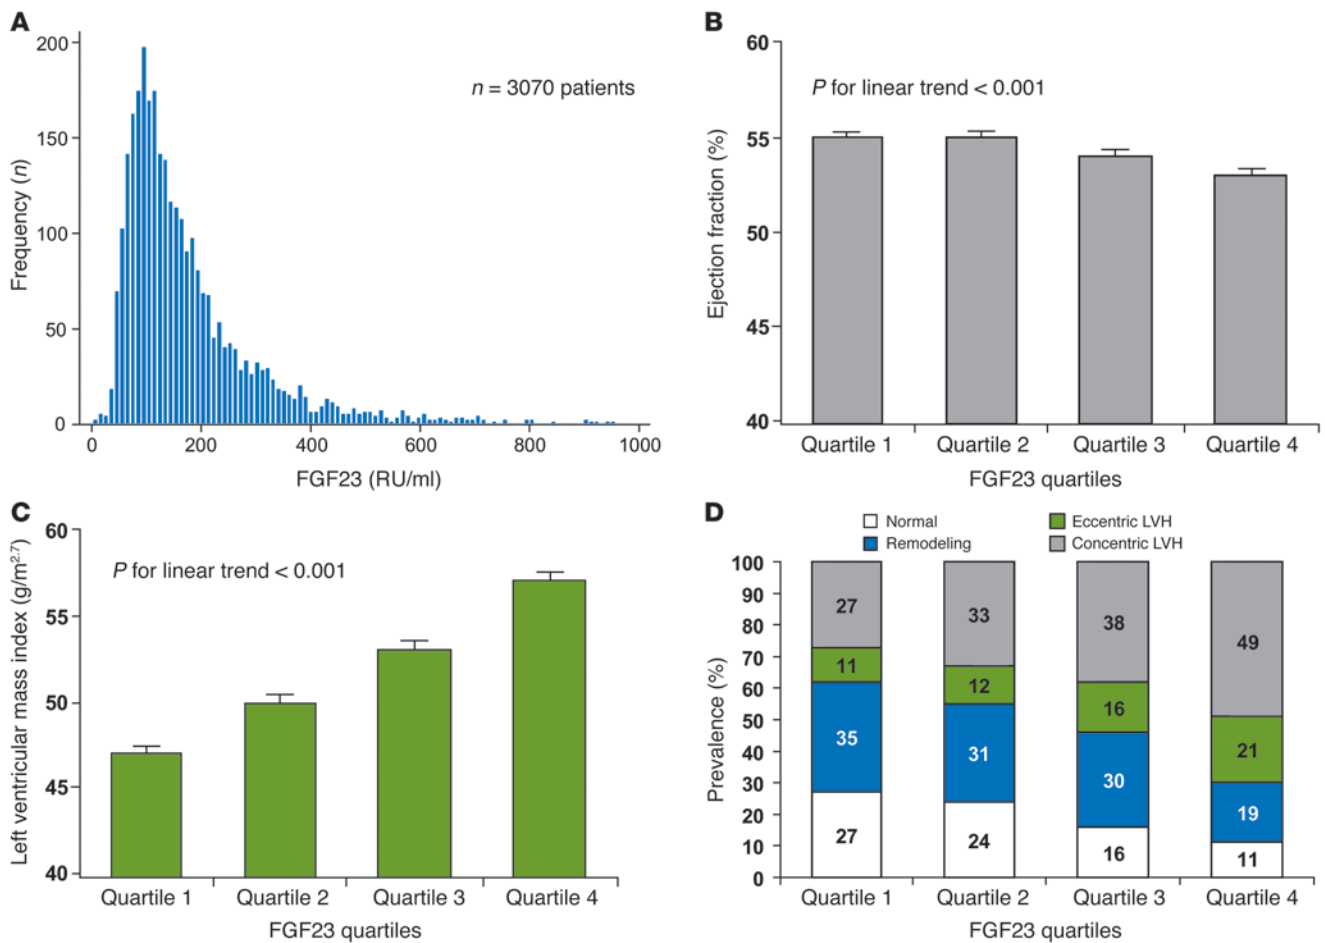 A
200
150
100
50
0
Frequency (n)
n = 3070 patients
0 200 400 600 800 1000
FGF23 (RU/ml)
B
60
55
50
45
40
Ejection fraction (%)
P for linear trend < 0.001
Quartile 1 Quartile 2 Quartile 3 Quartile 4
FGF23 quartiles
C
60
55
50
45
40
Left ventricular mass index (g/m2.7)
P for linear trend < 0.001
Quartile 1 Quartile 2 Quartile 3 Quartile 4
FGF23 quartiles
D
Normal Eccentric LVH
Remodeling Concentric LVH
100
90
80
70
60
50
40
30
20
10
0
Prevalence (%)
27 33 38 49
11 12 16 21
35 31 30 19
27 24 16 11
Quartile 1 Quartile 2 Quartile 3 Quartile 4
FGF23 quartiles